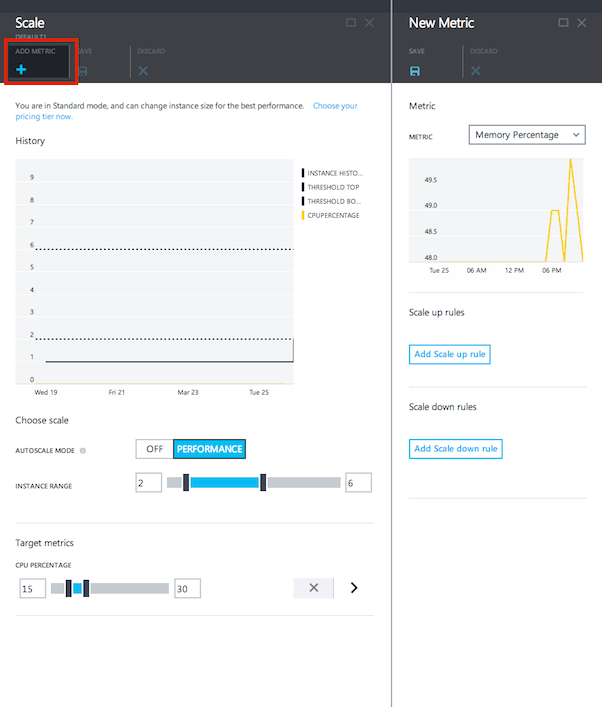 Scale
DEFAULT1
ADD METRIC
SAVE
DISCARD
You are in Standard mode, and can change instance size for the best performance. Choose your
pricing tier now.
History
9
8
7
6
5
4
3
2
1
0
Wed 19
Fri 21
Mar 23
Tue 25
INSTANCE HISTO...
THRESHOLD TOP
THRESHOLD BO...
CPUPERCENTAGE
Choose scale
AUTOSCALE MODE
OFF
PERFORMANCE
INSTANCE RANGE
2
6
Target metrics
CPU PERCENTAGE
15
30
New Metric
SAVE
DISCARD
Metric
METRIC
Memory Percentage
49.5
49.0
48.5
48.0
Tue 25
06 AM
12 PM
06 PM
Scale up rules
Add Scale up rule
Scale down rules
Add Scale down rule